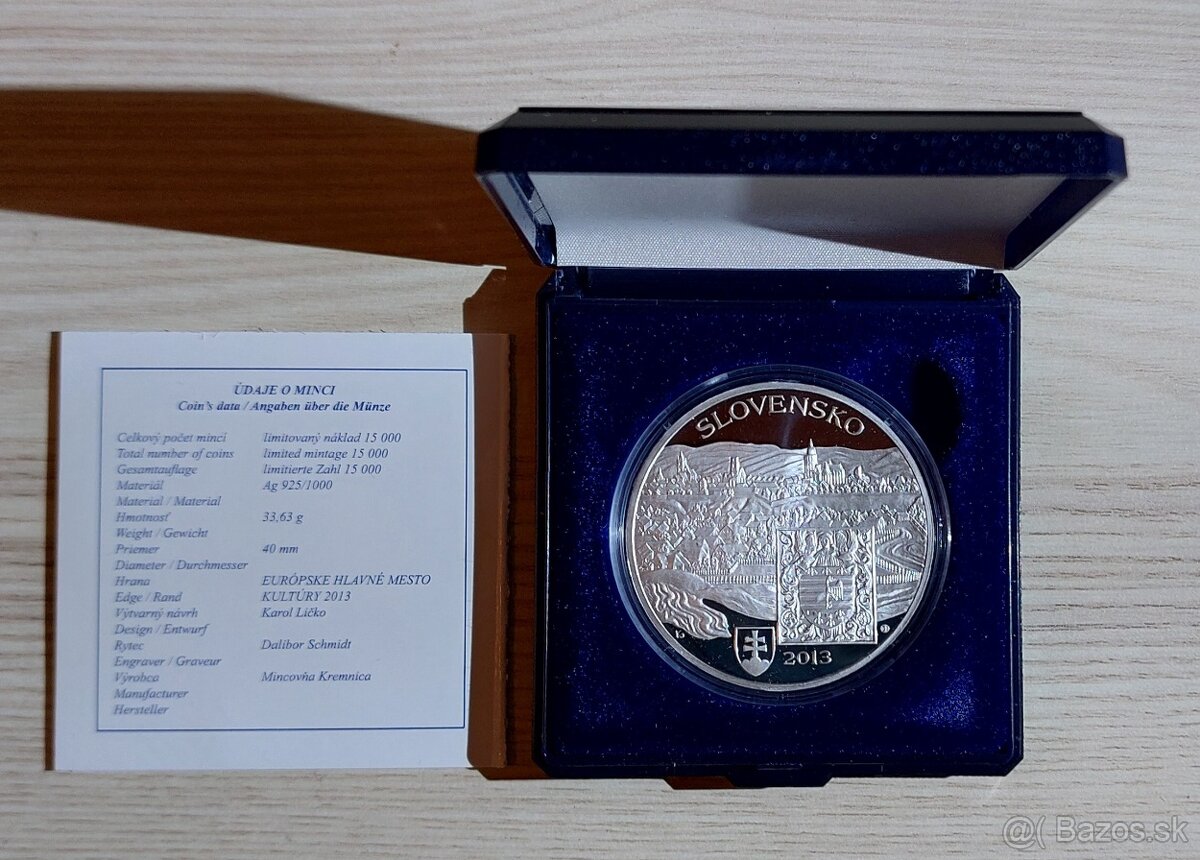 ÚDAJE O MINCI
Coin's data / Angaben über die Münze
Celkový počet mincí limitovaný náklad 15 000
Total number of coins limited mintage 15 000
Gesamtauflage limitierte Zahl 15 000
Materiál Ag 925/1000
Material / Material
Hmotnosť 33,63 g
Weight / Gewicht
Priemer 40 mm
Diameter / Durchmesser
Hrana EURÓPSKE HLAVNÉ MESTO
Edge / Rand KULTÚRY 2013
Výtvarný návrh Karol Ličko
Design / Entwurf
Rytec Dalibor Schmidt
Engraver / Graveur
Výrobca Mincovňa Kremnica
Manufacturer
Hersteller
SLOVENSKO
2013
@( Bazos.sk